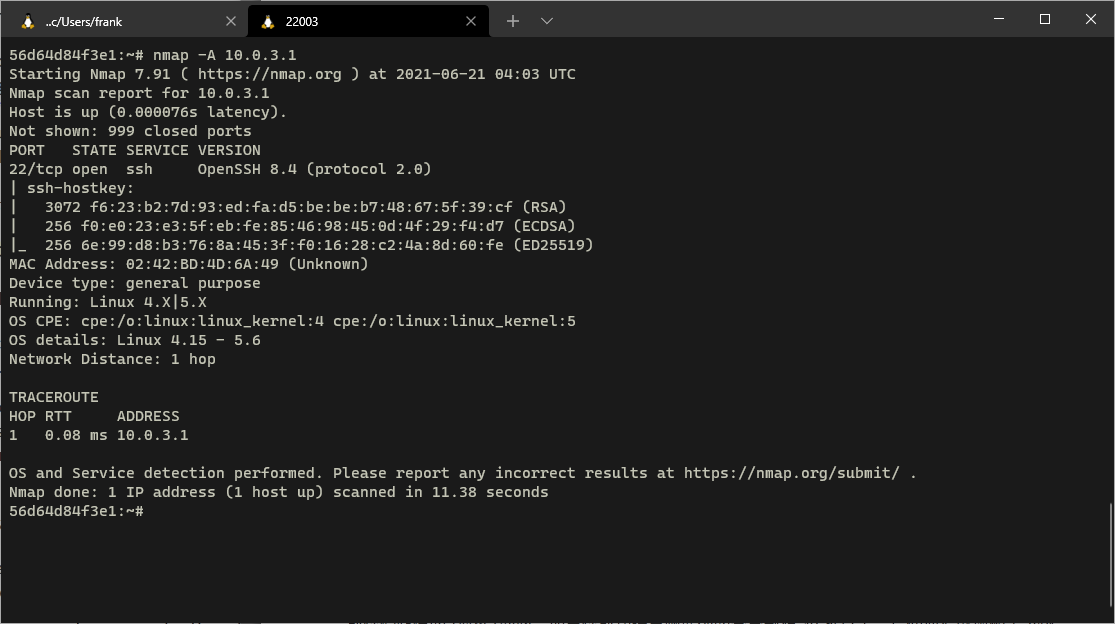 ..c/Users/frank
22003
56d64d84f3e1:~# nmap -A 10.0.3.1
Starting Nmap 7.91 ( https://nmap.org ) at 2021-06-21 04:03 UTC
Nmap scan report for 10.0.3.1
Host is up (0.000076s latency).
Not shown: 999 closed ports
PORT   STATE SERVICE VERSION
22/tcp open  ssh     OpenSSH 8.4 (protocol 2.0)
| ssh-hostkey:
|   3072 f6:23:b2:7d:93:ed:fa:d5:be:be:b7:48:67:5f:39:cf (RSA)
|   256 f0:e0:23:e3:5f:eb:fe:85:46:98:45:0d:4f:29:f4:d7 (ECDSA)
|_  256 6e:99:d8:b3:76:8a:45:3f:f0:16:28:c2:4a:8d:60:fe (ED25519)
MAC Address: 02:42:BD:4D:6A:49 (Unknown)
Device type: general purpose
Running: Linux 4.X|5.X
OS CPE: cpe:/o:linux:linux_kernel:4 cpe:/o:linux:linux_kernel:5
OS details: Linux 4.15 - 5.6
Network Distance: 1 hop
TRACEROUTE
HOP RTT     ADDRESS
1   0.08 ms 10.0.3.1
OS and Service detection performed. Please report any incorrect results at https://nmap.org/submit/ .
Nmap done: 1 IP address (1 host up) scanned in 11.38 seconds
56d64d84f3e1:~#